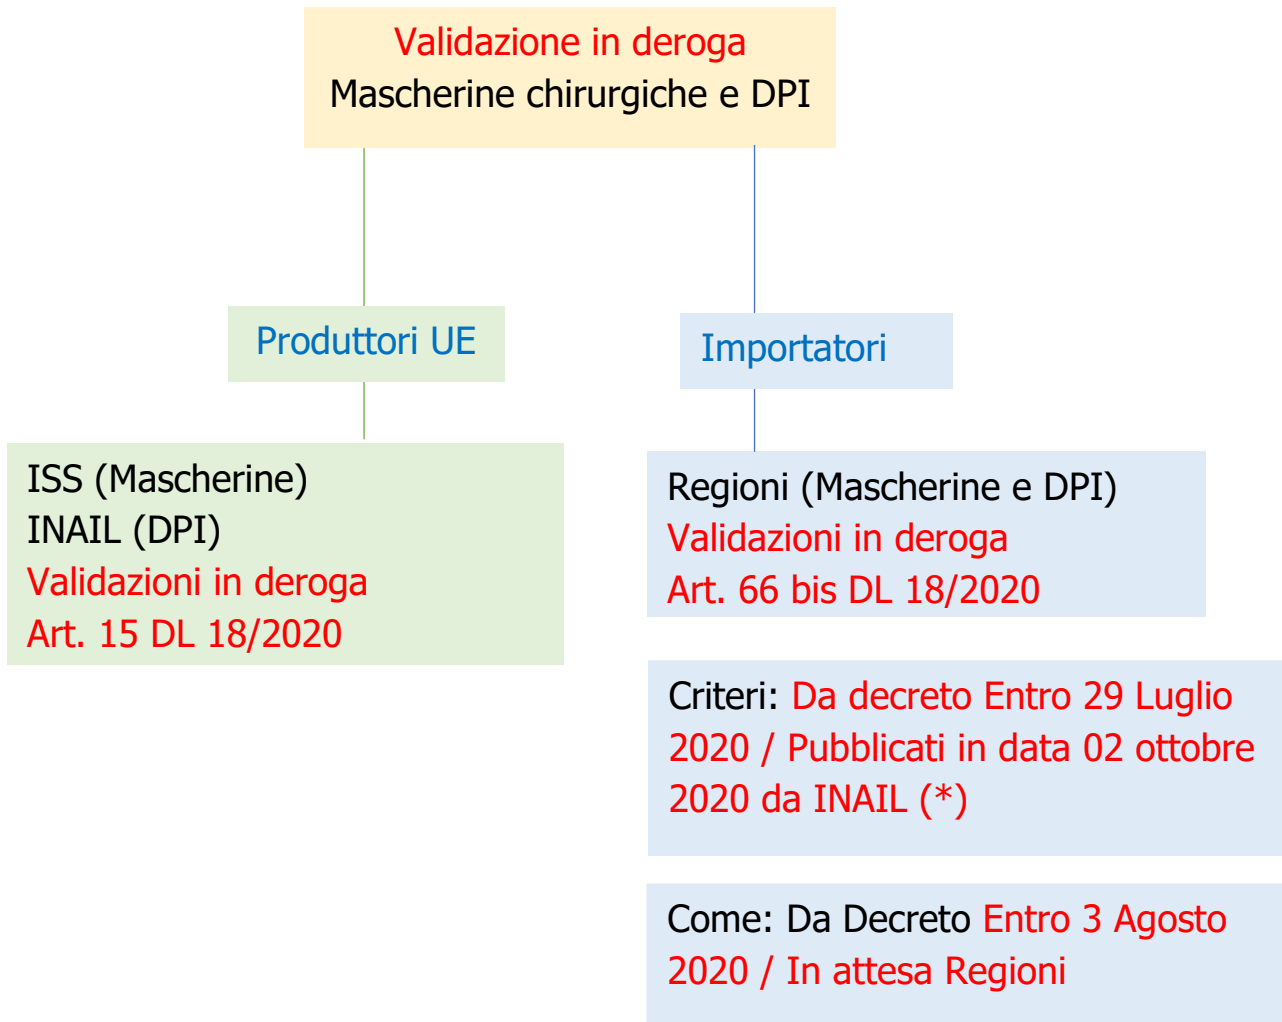 Validazione in deroga
Mascherine chirurgiche e DPI
Produttori UE
Importatori
ISS (Mascherine)
INAIL (DPI)
Validazioni in deroga
Art. 15 DL 18/2020
Regioni (Mascherine e DPI)
Validazioni in deroga
Art. 66 bis DL 18/2020
Criteri: Da decreto Entro 29 Luglio
2020 / Pubblicati in data 02 ottobre
2020 da INAIL (*)
Come: Da Decreto Entro 3 Agosto
2020 / In attesa Regioni